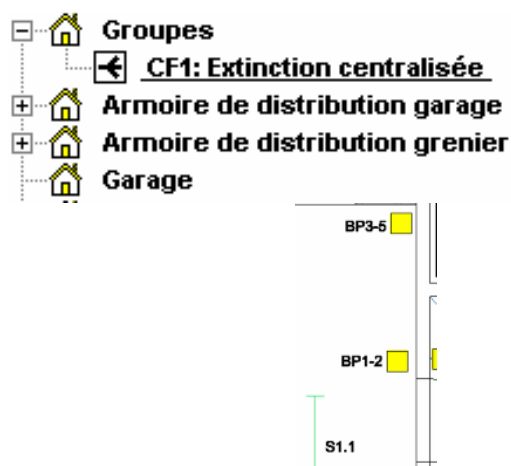 Groupes
CF1: Extinction centralisée
Armoire de distribution garage
Armoire de distribution grenier
Garage
BP3-5
BP1-2
S1.1